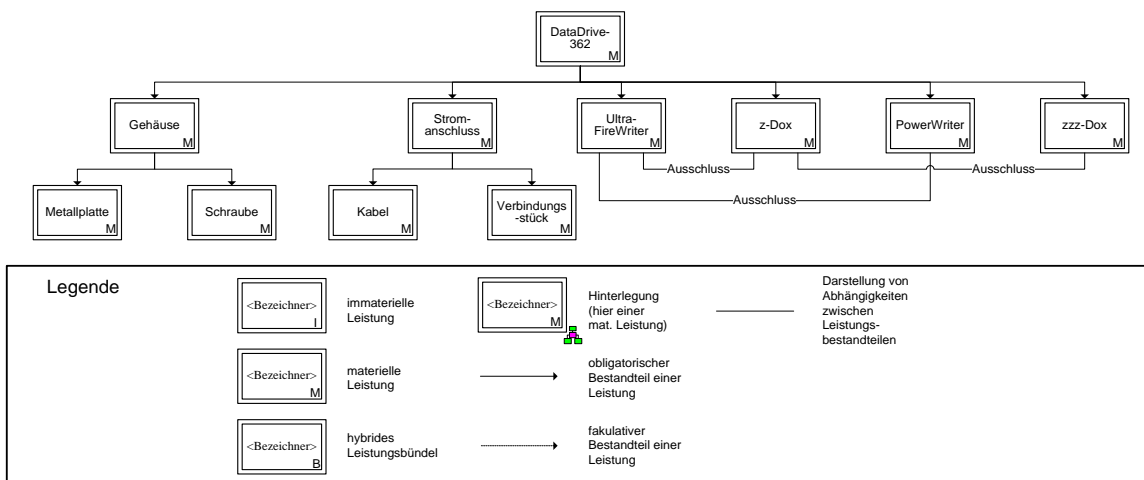 DataDrive-
362
M
Gehäuse
M
Strom-
anschluss
M
Ultra-
FireWriter
M
z-Dox
M
PowerWriter
M
zzz-Dox
M
Ausschluss
Ausschluss
Ausschluss
Metallplatte
M
Schraube
M
Kabel
M
Verbindungs
-stück
M
Legende
<Bezeichner>
I
immaterielle
Leistung
<Bezeichner>
M
Hinterlegung
(hier einer
mat. Leistung)
Darstellung von
Abhängigkeiten
zwischen
Leistungs-
bestandteilen
<Bezeichner>
M
materielle
Leistung
obligatorischer
Bestandteil einer
Leistung
<Bezeichner>
B
hybrides
Leistungsbündel
fakulativer
Bestandteil einer
Leistung